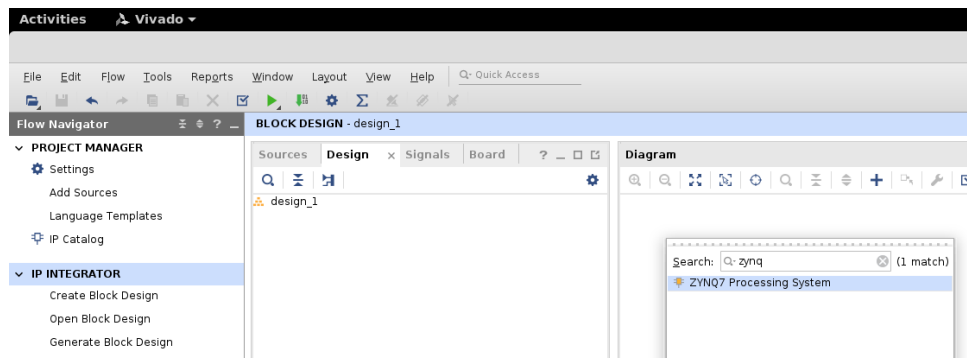 Activities Vivado
File Edit Flow Tools Reports Window Layout View Help Quick Access
Flow Navigator ? _
BLOCK DESIGN - design_1
PROJECT MANAGER
Settings
Add Sources
Language Templates
IP Catalog
IP INTEGRATOR
Create Block Design
Open Block Design
Generate Block Design
Sources Design × Signals Board ? _
design_1
Diagram
Search: zynq (1 match)
ZYNQ7 Processing System